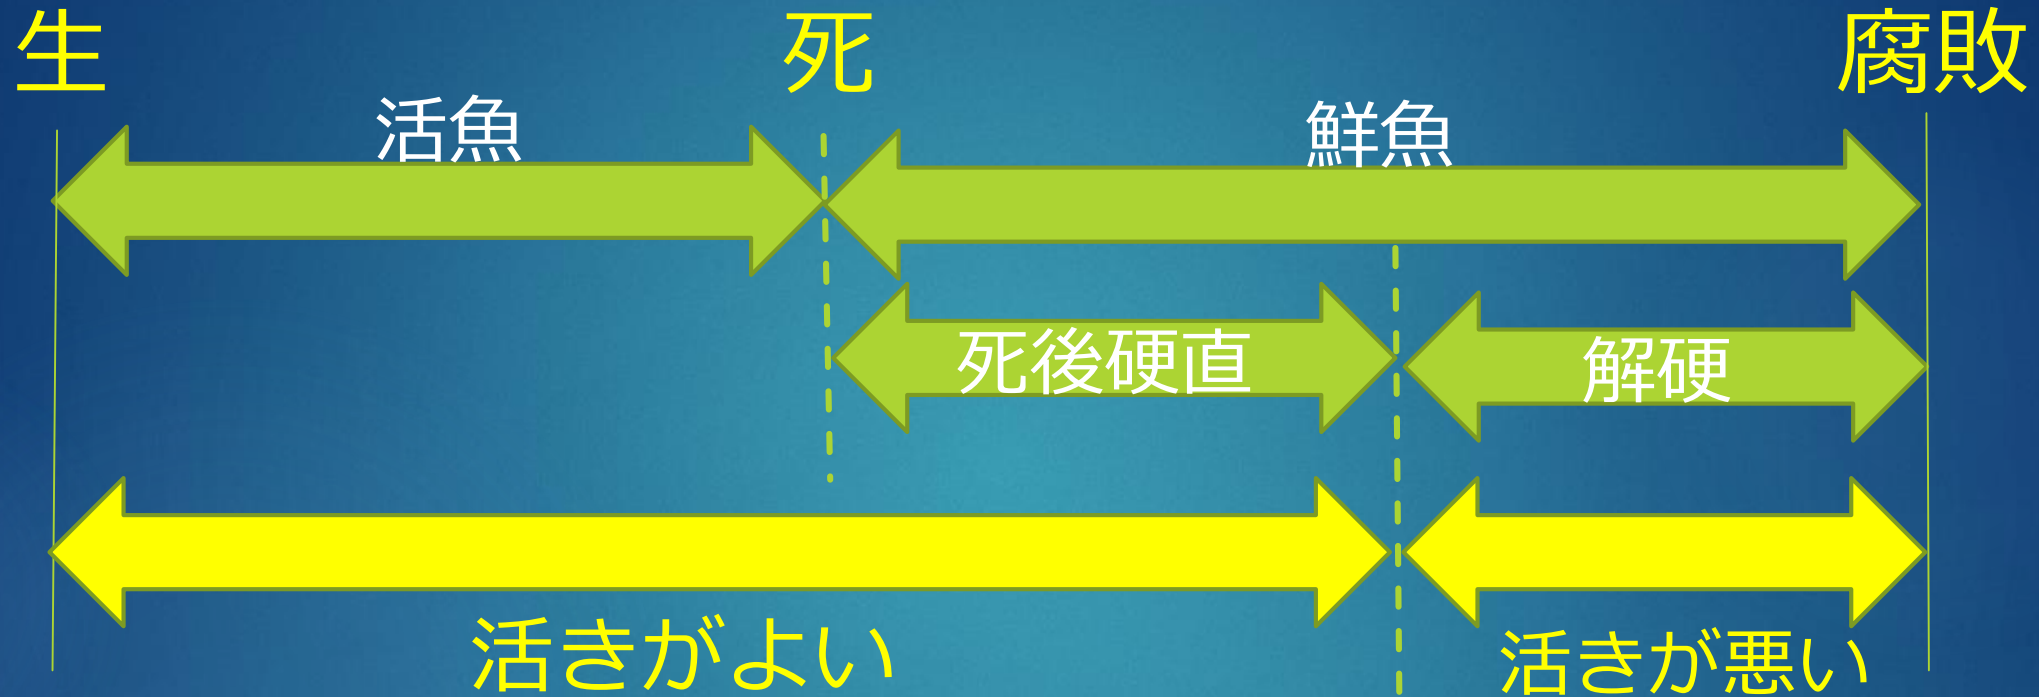 生
死
腐敗
活魚
鮮魚
死後硬直
解硬
活きがよい
活きが悪い